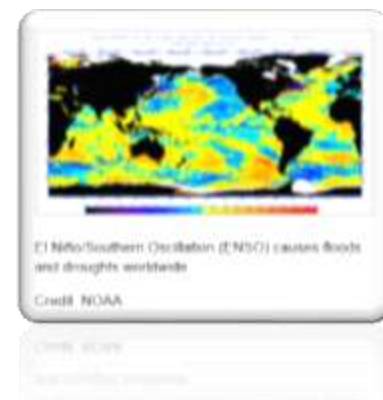 El Niño/Southern Oscillation (ENSO) causes floods
and droughts worldwide
Credit: NOAA